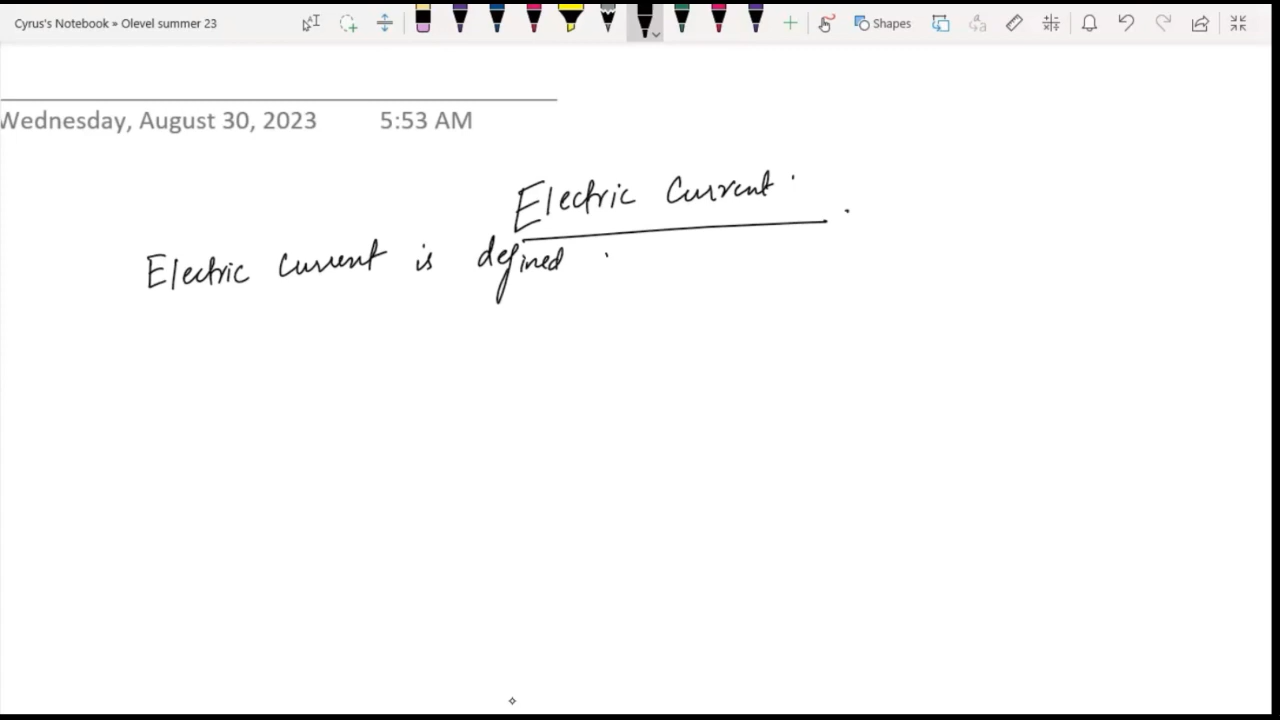 Cyrus's Notebook » Olevel summer 23
Shapes
Wednesday, August 30, 2023 5:53 AM
Electric Current
Electric Current is defined